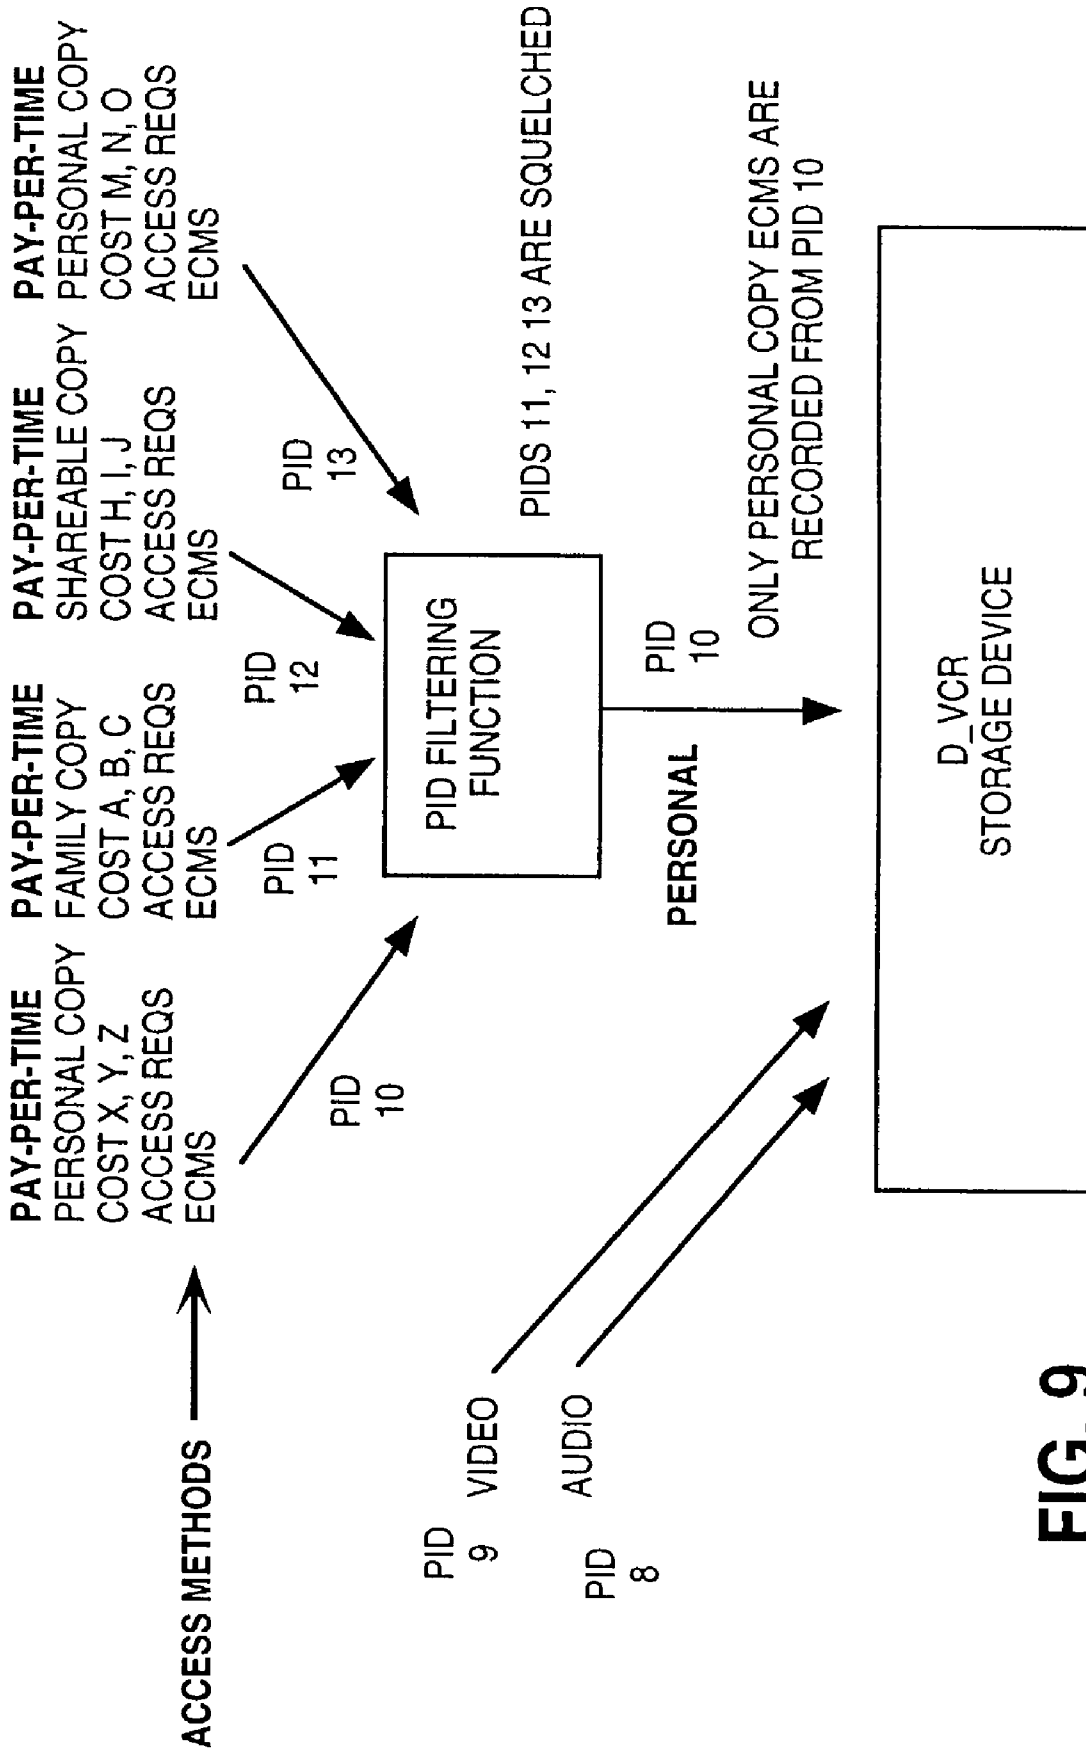 ACCESS METHODS
PAY-PER-TIME
PERSONAL COPY
COST X, Y, Z
ACCESS REQS
ECMS
PAY-PER-TIME
FAMILY COPY
COST A, B, C
ACCESS REQS
ECMS
PAY-PER-TIME
SHAREABLE COPY
COST H, I, J
ACCESS REQS
ECMS
PAY-PER-TIME
PERSONAL COPY
COST M, N, O
ACCESS REQS
ECMS
PID
10
PID
11
PID
12
PID
13
PID FILTERING
FUNCTION
PIDS 11, 12 13 ARE SQUELCHED
PID
9
VIDEO
PID
8
AUDIO
PERSONAL
PID
10
ONLY PERSONAL COPY ECMS ARE
RECORDED FROM PID 10
D_VCR
STORAGE DEVICE
FIG. 9